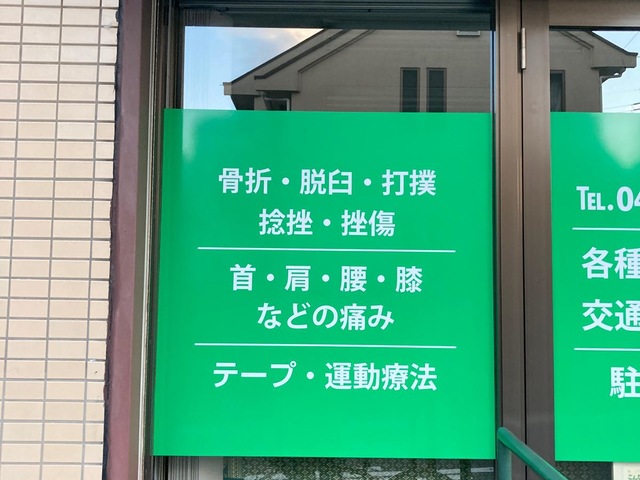 骨折・脱臼・打撲
捻挫・挫傷
首・肩・腰・膝
などの痛み
テープ・運動療法
TEL.04
各種
交通
駐